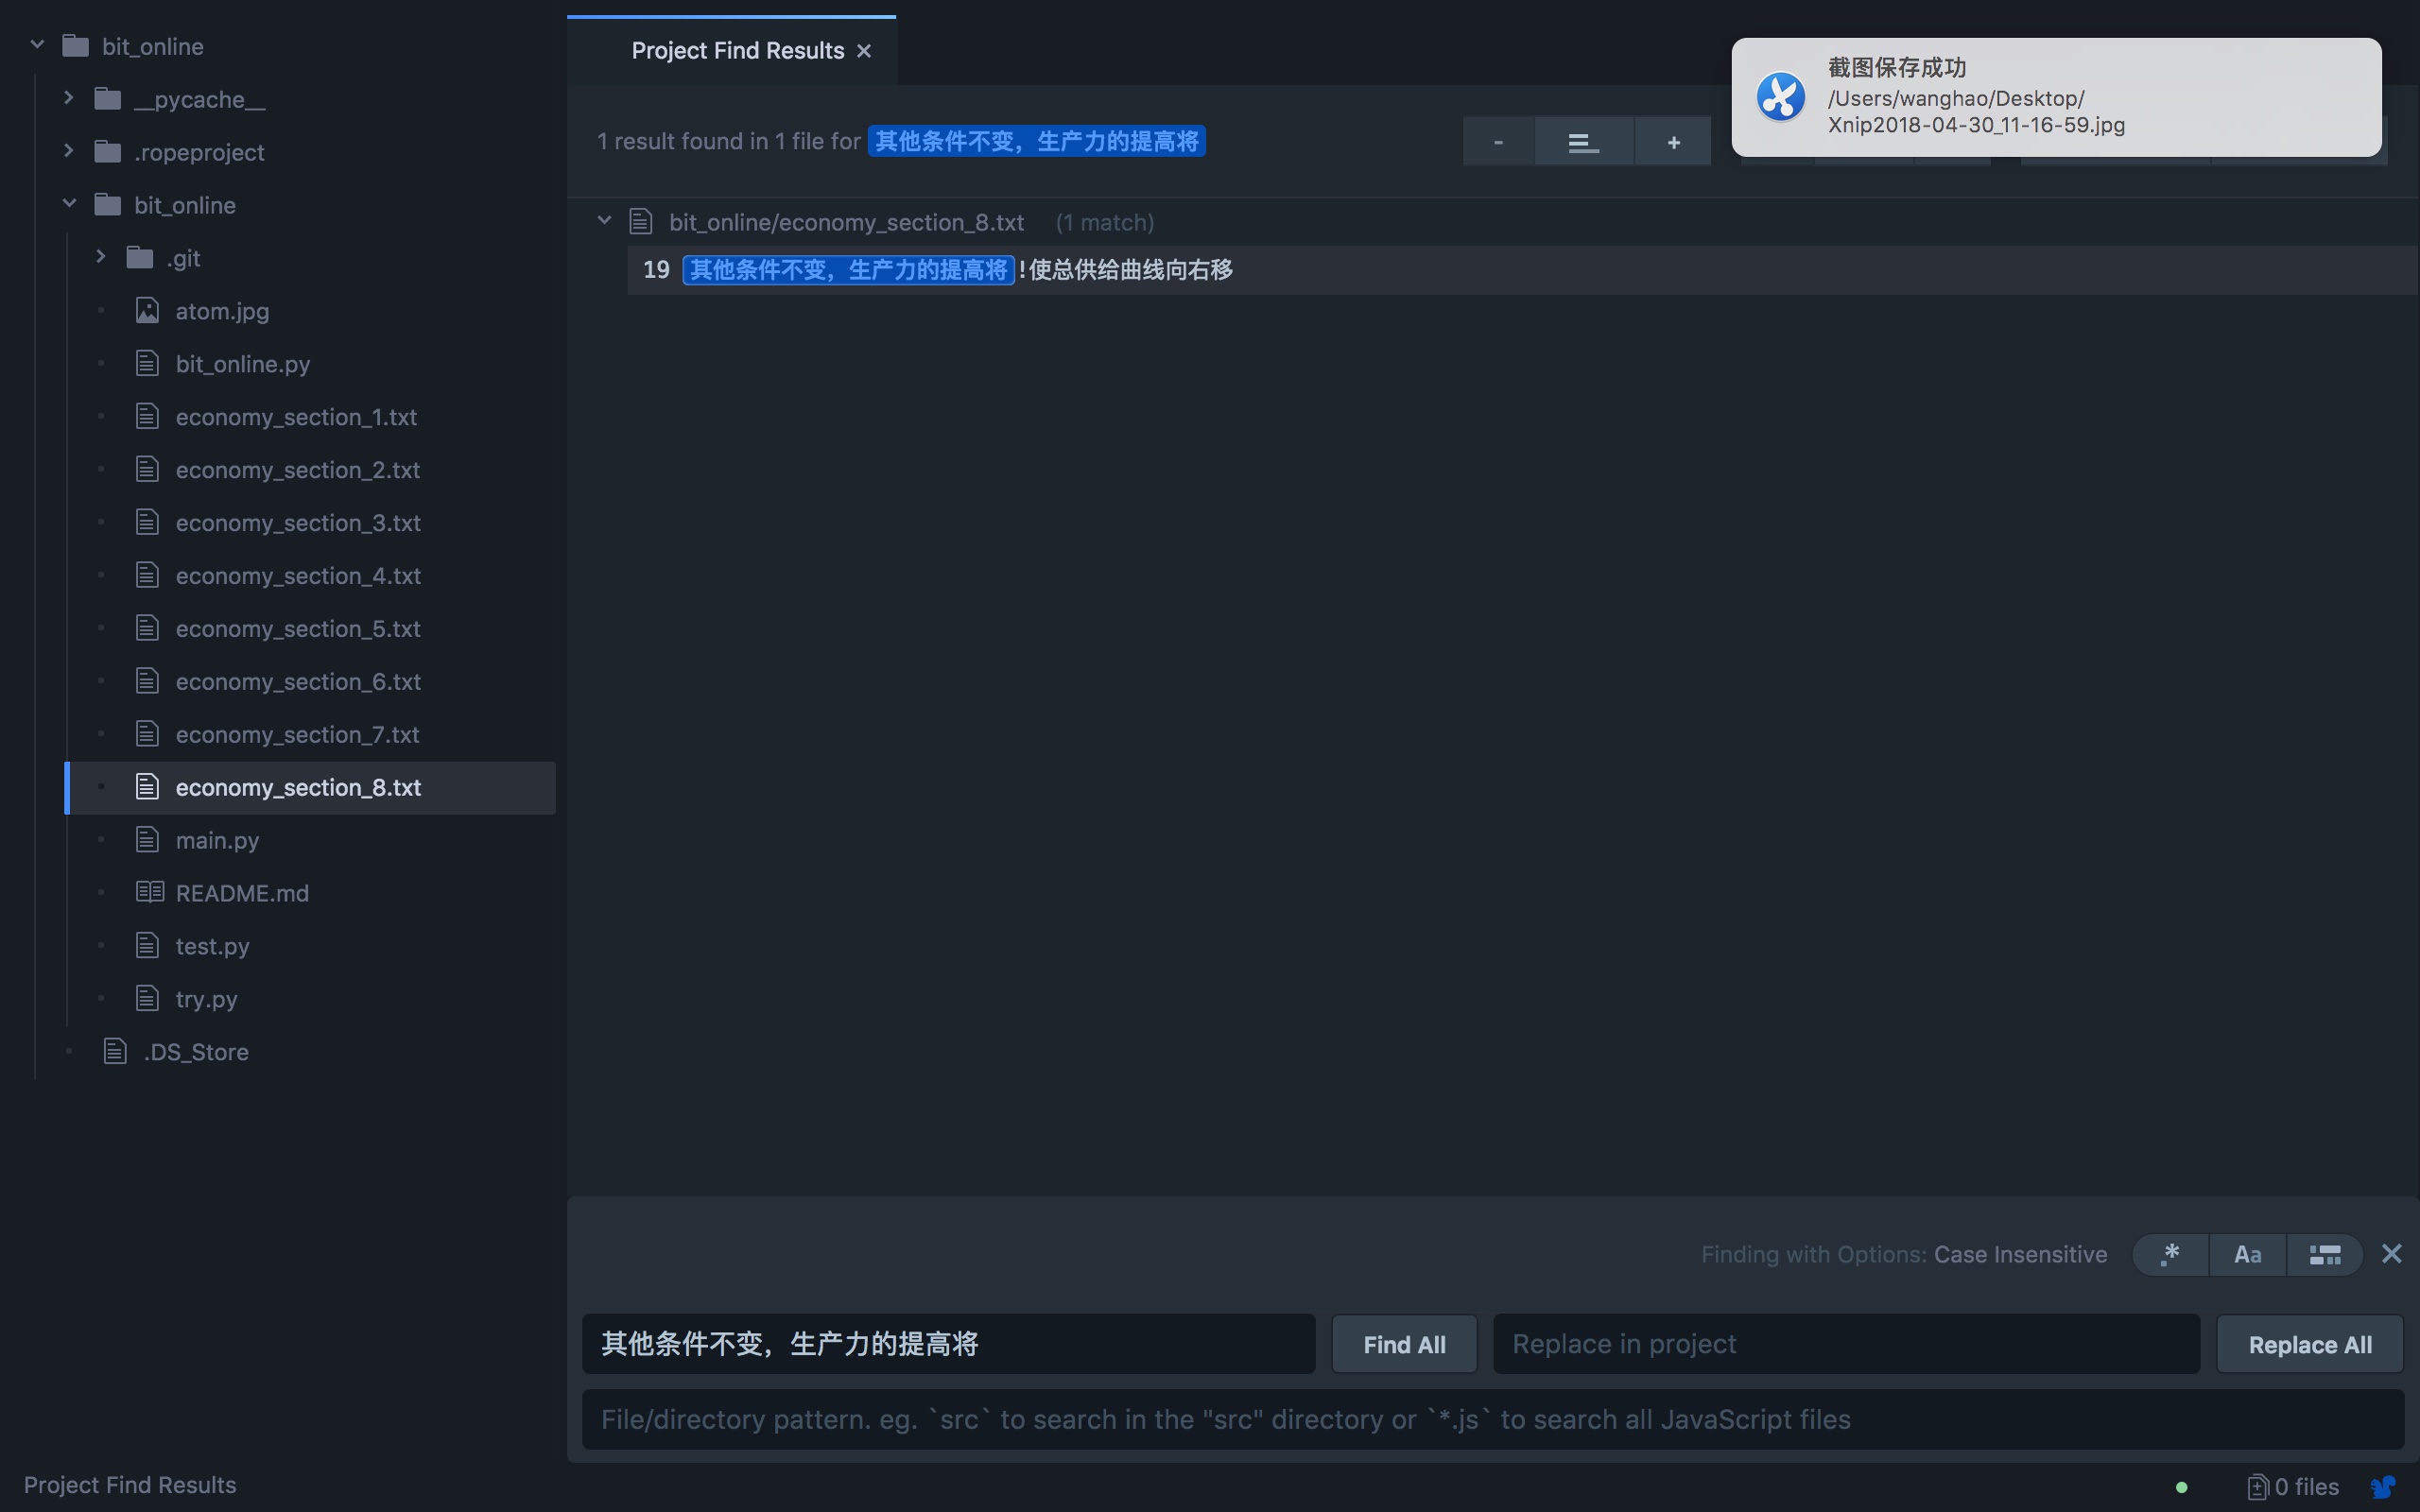 bit_online
__pycache__
.ropeproject
bit_online
.git
atom.jpg
bit_online.py
economy_section_1.txt
economy_section_2.txt
economy_section_3.txt
economy_section_4.txt
economy_section_5.txt
economy_section_6.txt
economy_section_7.txt
economy_section_8.txt
main.py
README.md
test.py
try.py
.DS_Store
Project Find Results
截图保存成功
/Users/wanghao/Desktop/
Xnip2018-04-30_11-16-59.jpg
1 result found in 1 file for 其他条件不变，生产力的提高将
- +
bit_online/economy_section_8.txt (1 match)
19 其他条件不变，生产力的提高将!使总供给曲线向右移
Finding with Options: Case Insensitive .* Aa
其他条件不变，生产力的提高将 Find All Replace in project Replace All
File/directory pattern. eg. `src` to search in the "src" directory or `*.js` to search all JavaScript files
Project Find Results 0 files